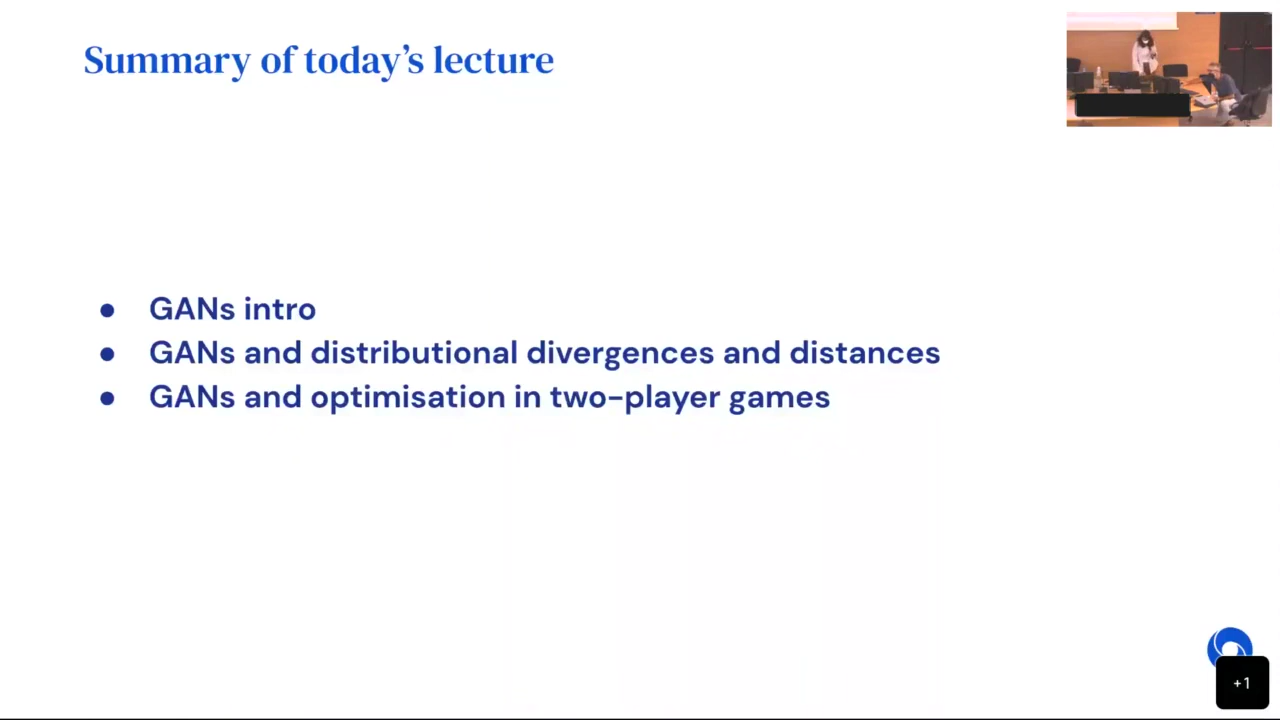 Summary of today's lecture
● GANs intro
● GANs and distributional divergences and distances
● GANs and optimisation in two-player games
+1